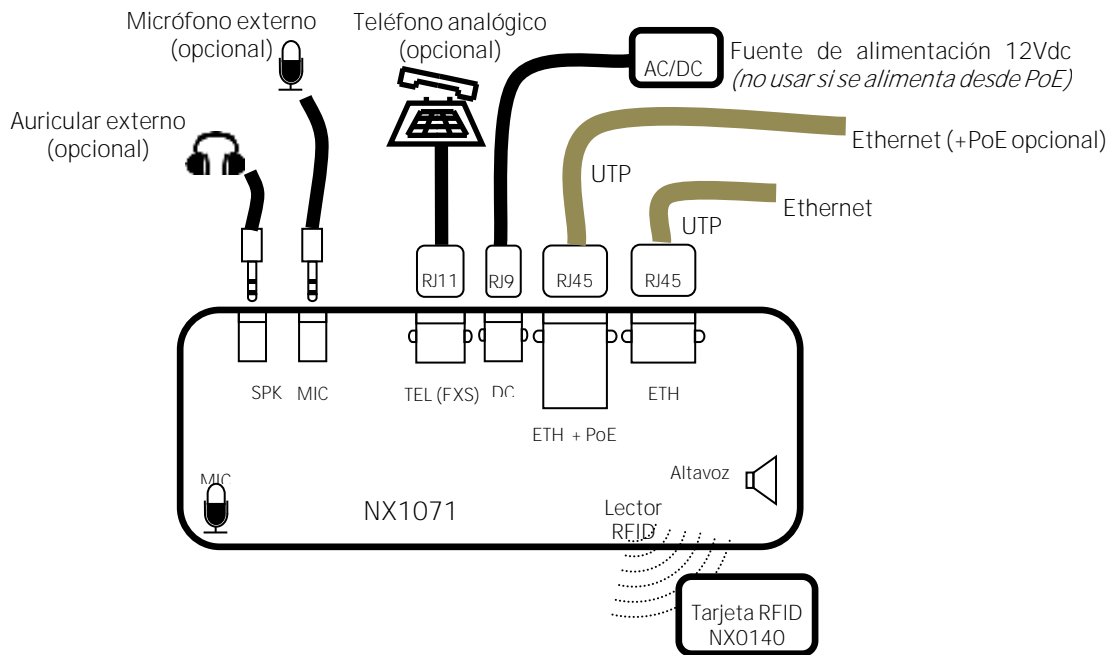 Micrófono externo
(opcional)
Teléfono analógico
(opcional)
AC/DC
Fuente de alimentación 12Vdc
(no usar si se alimenta desde PoE)
Auricular externo
(opcional)
Ethernet (+PoE opcional)
UTP
Ethernet
UTP
RJ11
RJ9
RJ45
RJ45
SPK
MIC
TEL (FXS)
DC
ETH
ETH + PoE
MIC
Altavoz
NX1071
Lector
RFID
Tarjeta RFID
NX0140